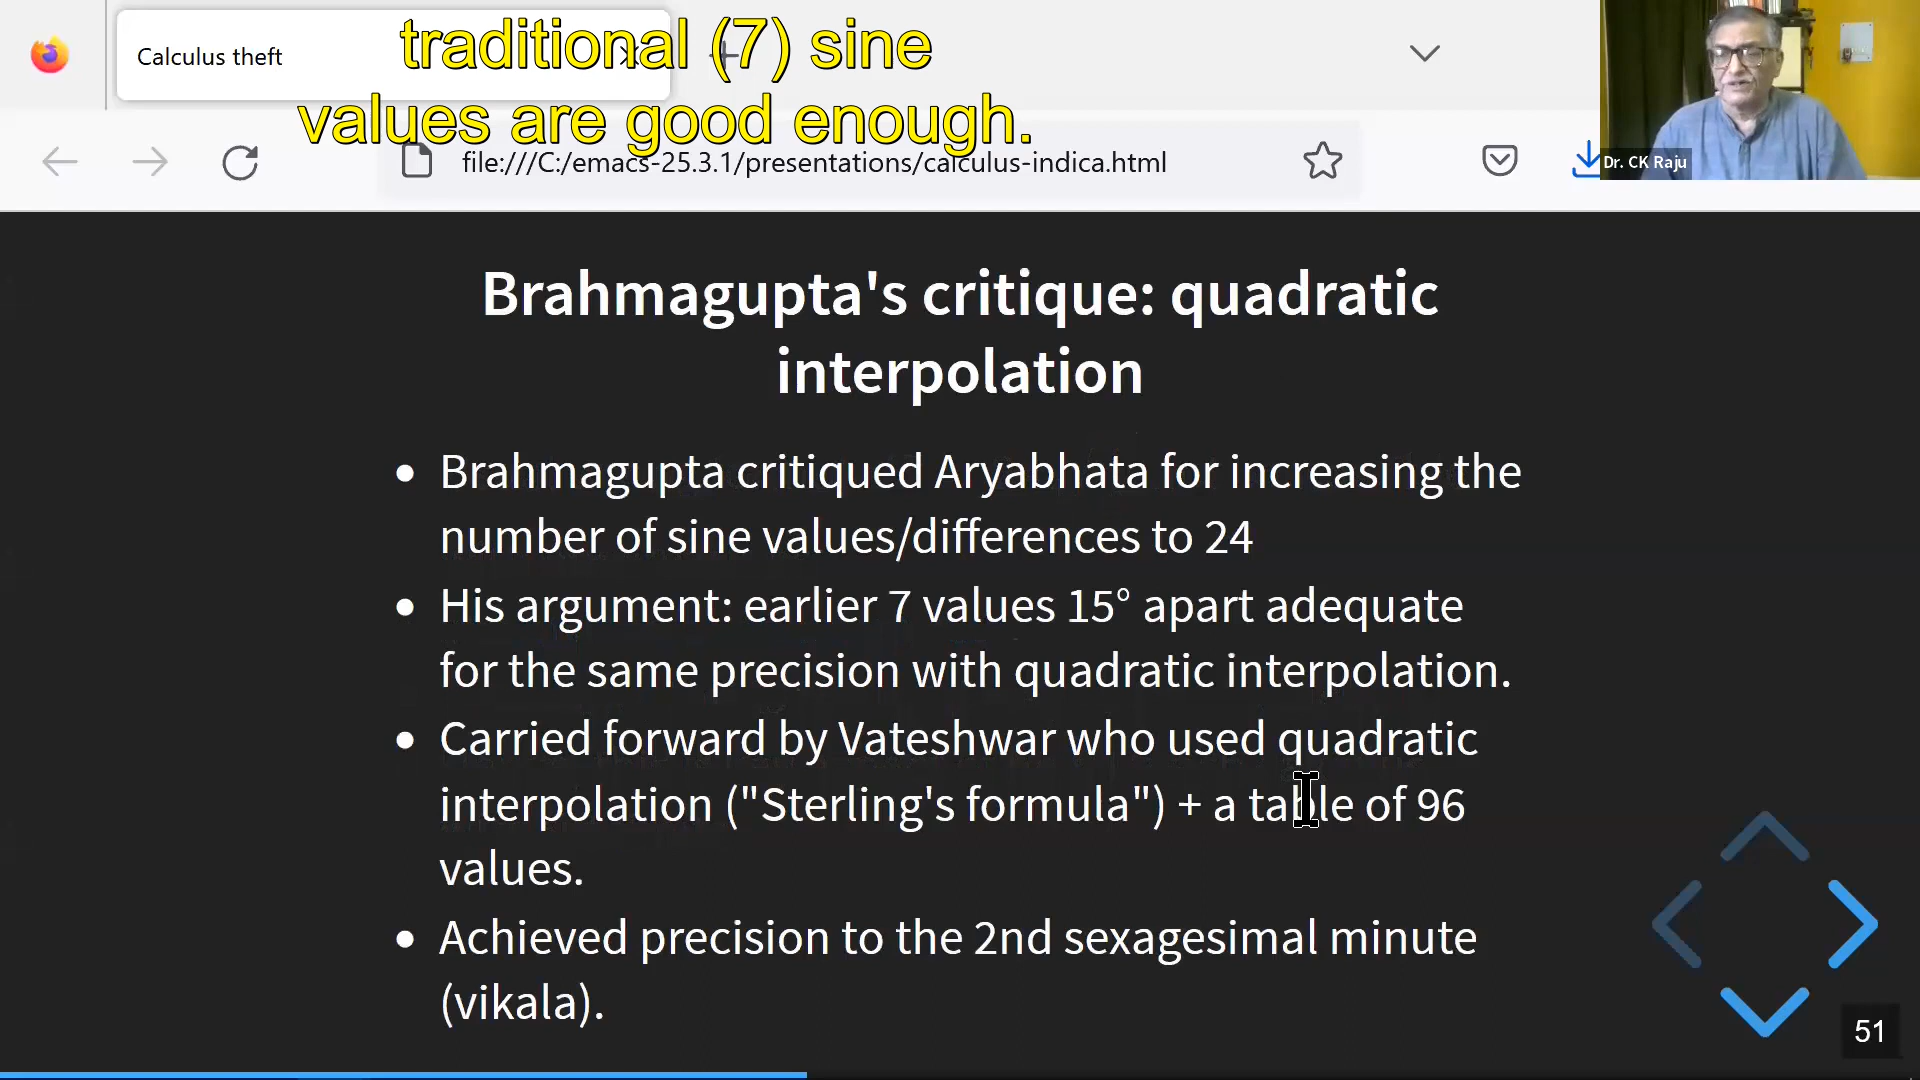 Calculus theft
traditional (7) sine
values are good enough.
file:///C:/emacs-25.3.1/presentations/calculus-indica.html
Dr. CK Raju
Brahmagupta's critique: quadratic
interpolation
• Brahmagupta critiqued Aryabhata for increasing the
number of sine values/differences to 24
• His argument: earlier 7 values 15° apart adequate
for the same precision with quadratic interpolation.
• Carried forward by Vateshwar who used quadratic
interpolation ("Sterling's formula") + a table of 96
values.
• Achieved precision to the 2nd sexagesimal minute
(vikala).
51